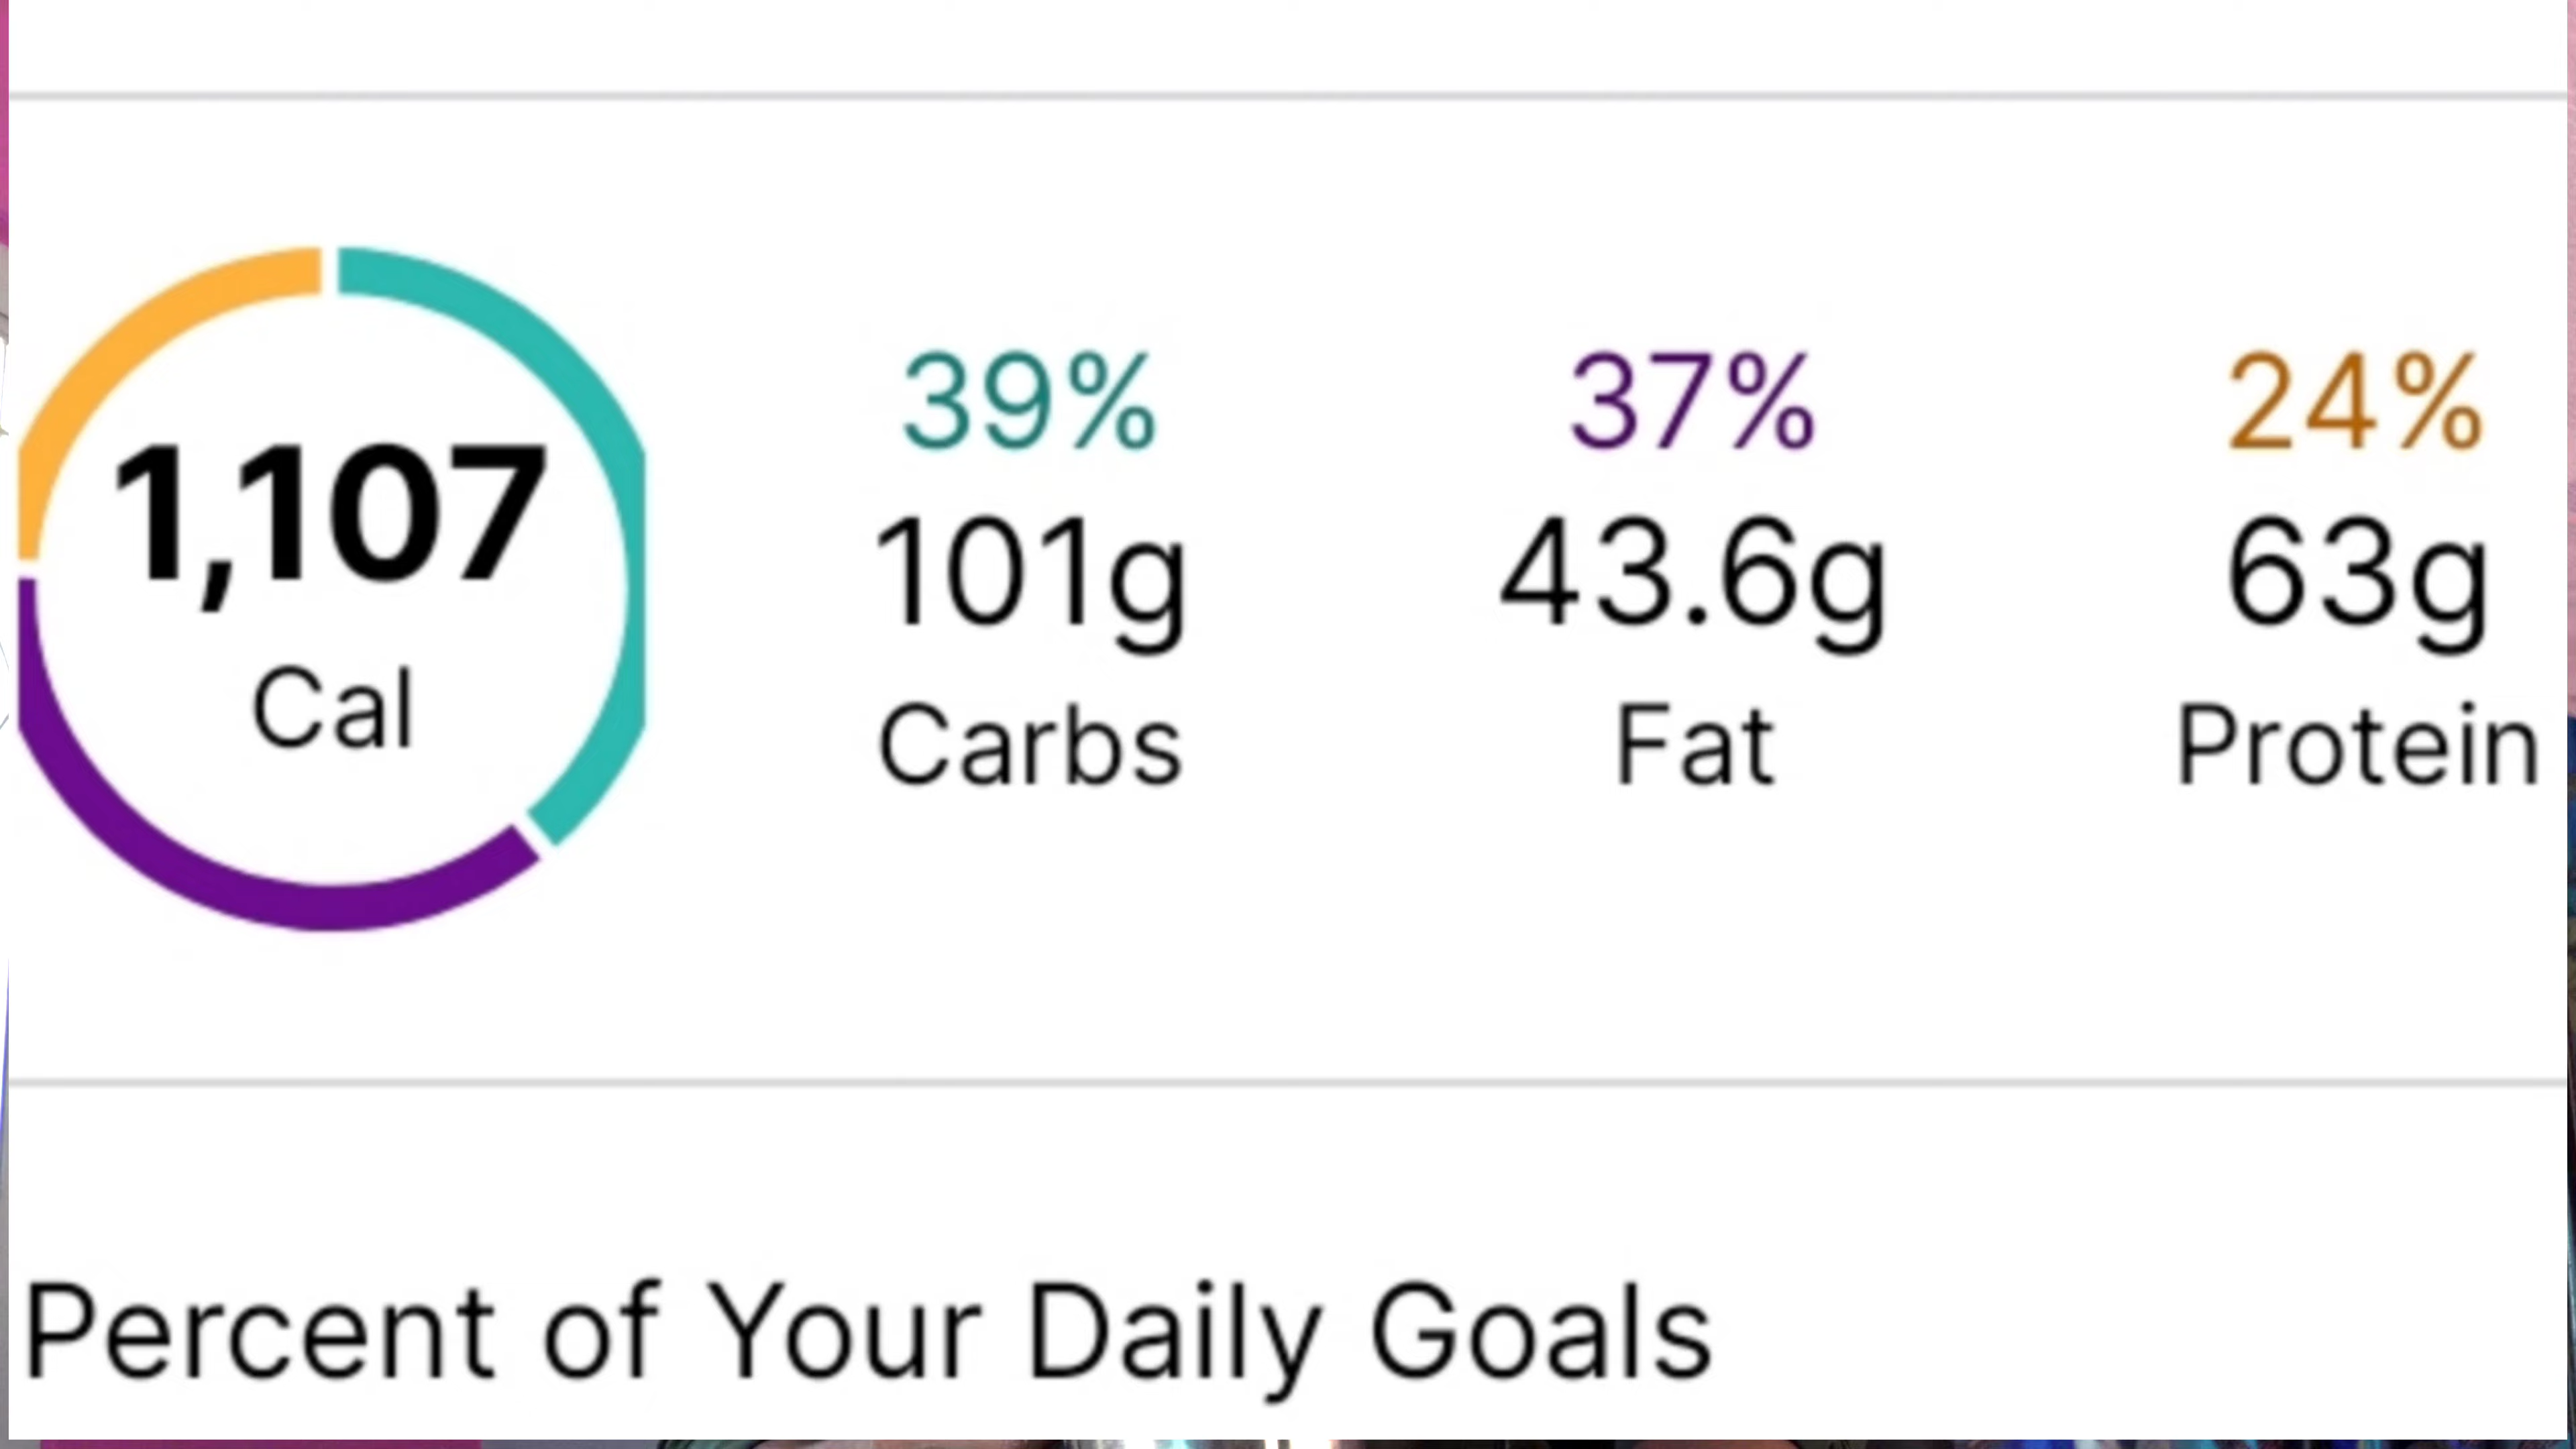 1,107
Cal
39%
101g
Carbs
37%
43.6g
Fat
24%
63g
Protein
Percent of Your Daily Goals